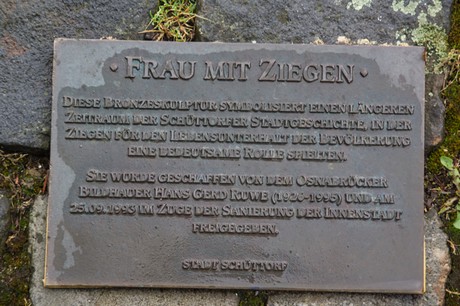 · FRAU MIT ZIEGEN ·
DIESE BRONZESKULPTUR SYMBOLISIERT EINEN LÄNGEREN
ZEITRAUM DER SCHÜTTORFER STADTGESCHICHTE, IN DER
ZIEGEN FÜR DEN LEBENSUNTERHALT DER BEVÖLKERUNG
EINE BEDEUTSAME ROLLE SPIELTEN.
SIE WURDE GESCHAFFEN VON DEM OSNABRÜCKER
BILDHAUER HANS GERD RUWE (1926-1995) UND AM
25.09.1993 IM ZUGE DER SANIERUNG DER INNENSTADT
FREIGEGEBEN.
STADT SCHÜTTORF